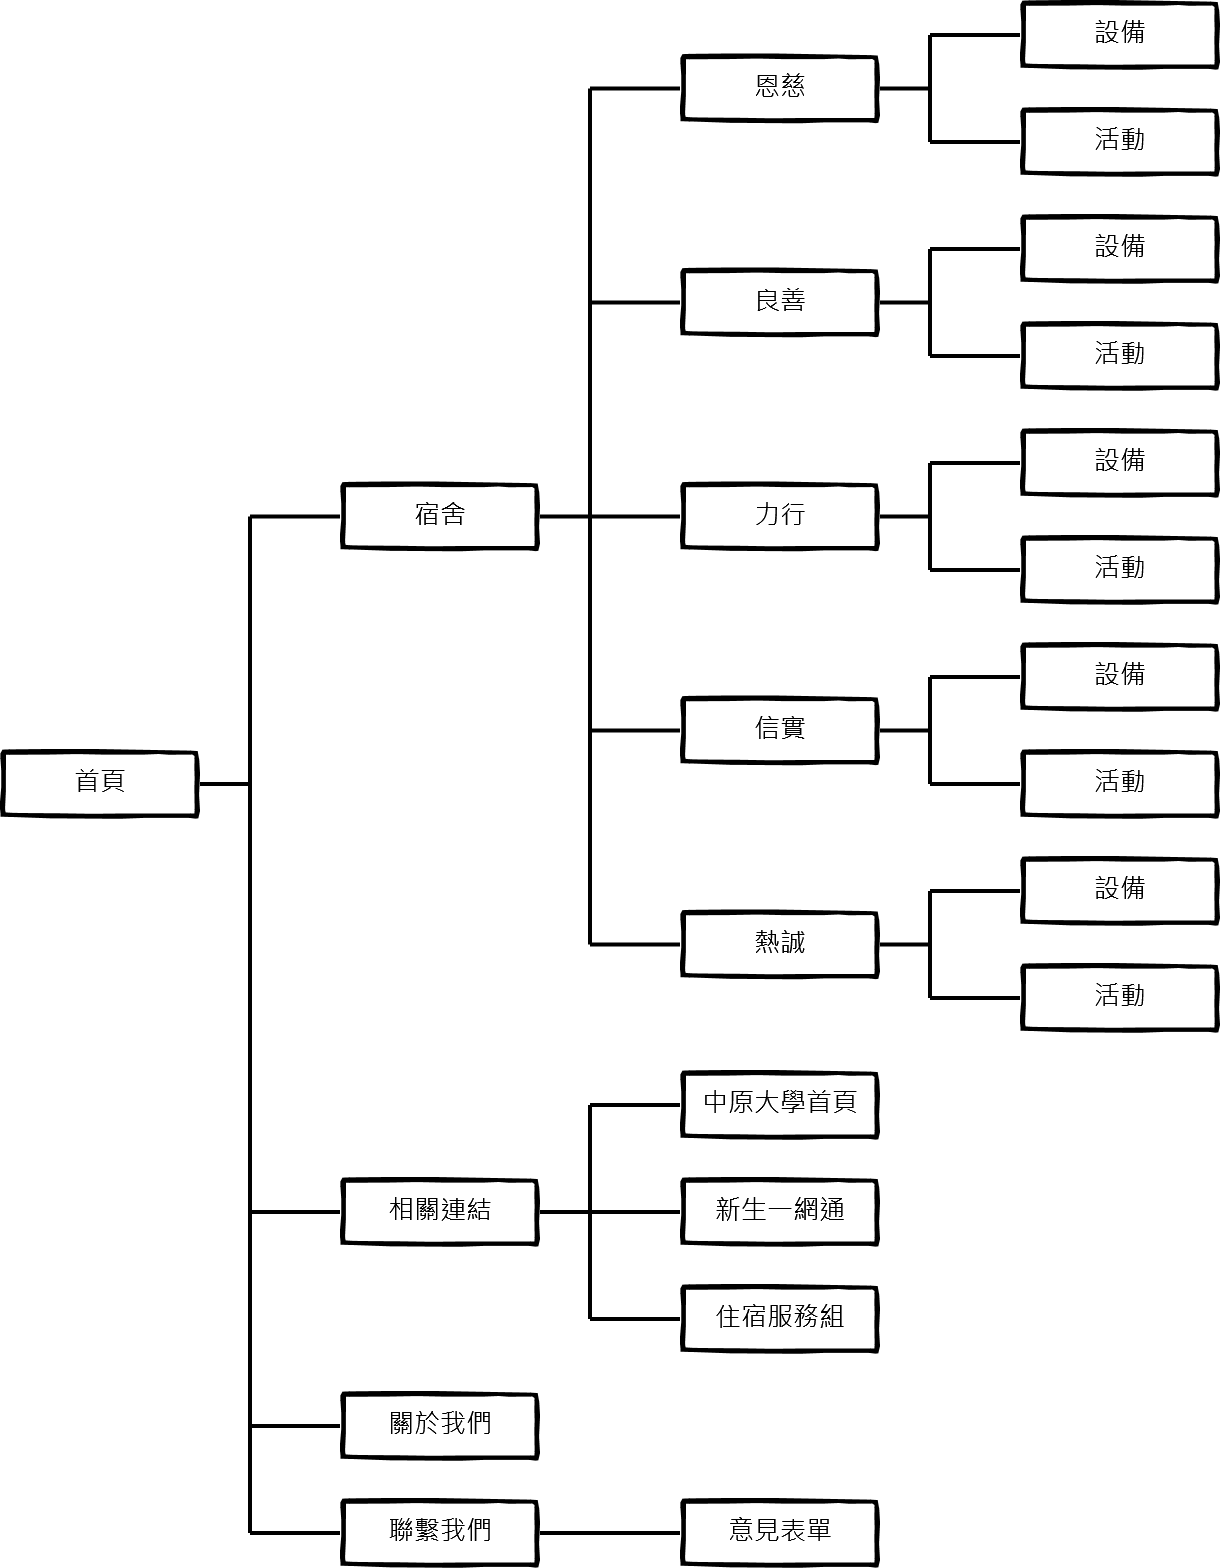 首頁
宿舍
恩慈
設備
活動
良善
設備
活動
力行
設備
活動
信實
設備
活動
熱誠
設備
活動
相關連結
中原大學首頁
新生一網通
住宿服務組
關於我們
聯繫我們
意見表單